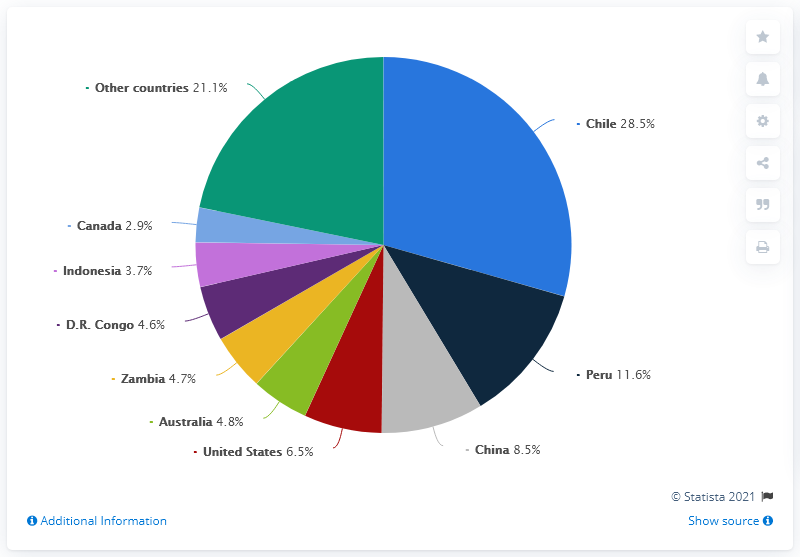 Other countries 21.1%
Chile 28.5%
Canada 2.9%
Indonesia 3.7%
D.R. Congo 4.6%
Zambia 4.7%
Peru 11.6%
Australia 4.8%
United States 6.5%
China 8.5%
© Statista 2021
Additional Information
Show source